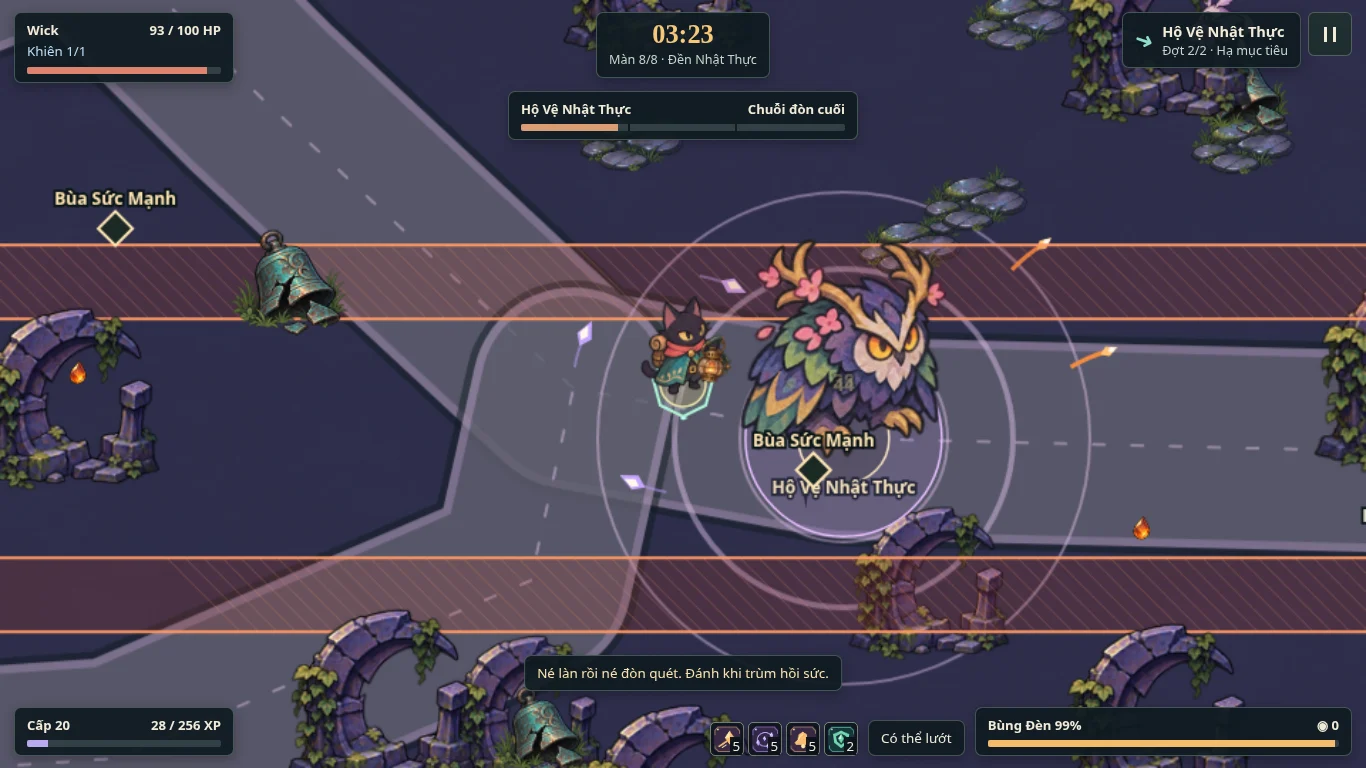 Wick 93 / 100 HP
Khiên 1/1
03:23
Màn 8/8 · Đền Nhật Thực
Hộ Vệ Nhật Thực
Đợt 2/2 · Hạ mục tiêu
Hộ Vệ Nhật Thực Chuỗi đòn cuối
Bùa Sức Mạnh
44
Bùa Sức Mạnh
Hộ Vệ Nhật Thực
Né làn rồi né đòn quét. Đánh khi trùm hồi sức.
Cấp 20 28 / 256 XP
5 5 5 2
Có thể lướt
Bùng Đèn 99% ◉ 0